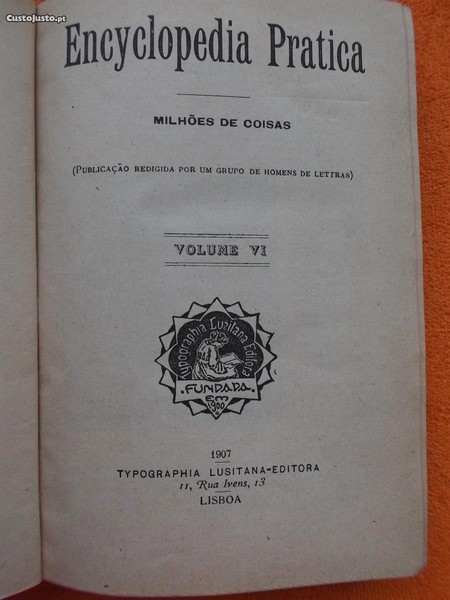 CustoJusto.pt
Encyclopedia Pratica
MILHÕES DE COISAS
(PUBLICAÇÃO REDIGIDA POR UM GRUPO DE HOMENS DE LETTRAS)
VOLUME VI
Typographia Luzitana Editora
FUNDADA
EM
1900
1907
TYPOGRAPHIA LUSITANA-EDITORA
11, Rua Ivens, 13
LISBOA